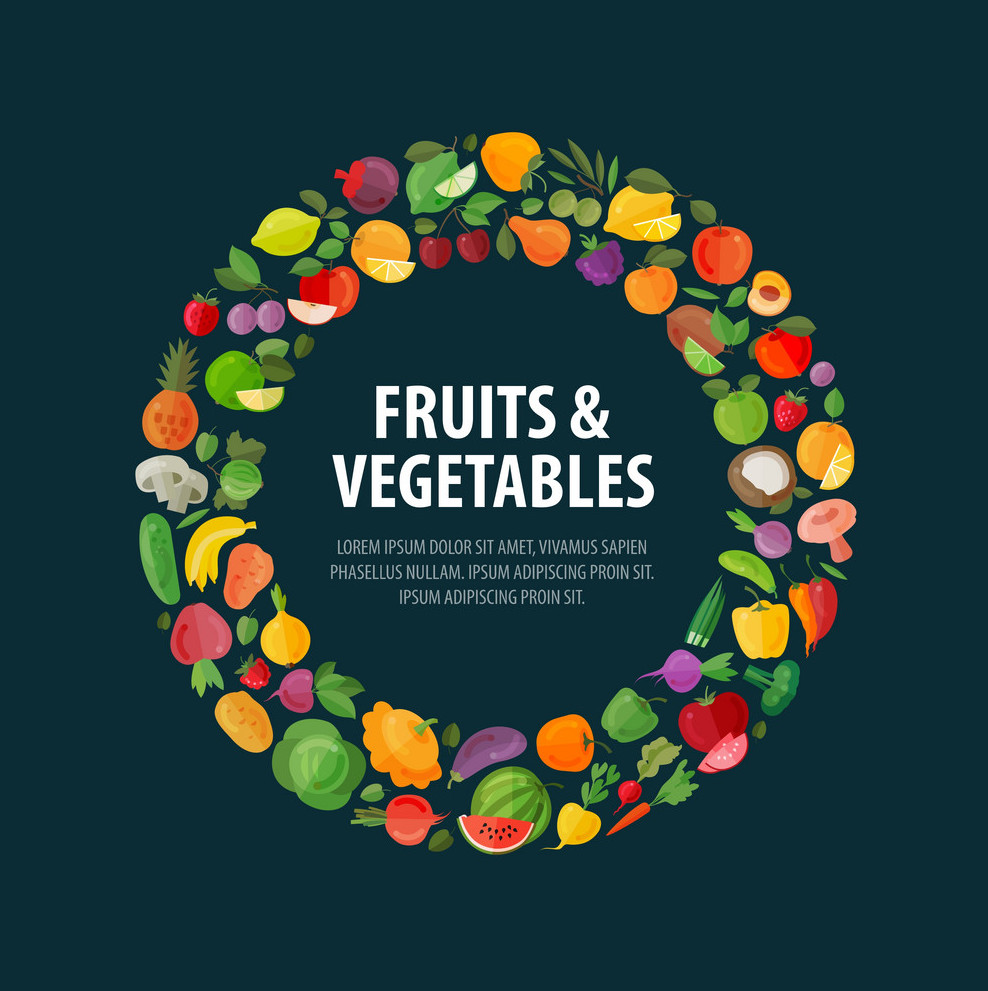 FRUITS &
VEGETABLES
LOREM IPSUM DOLOR SIT AMET, VIVAMUS SAPIEN
PHASELLUS NULLAM. IPSUM ADIPISCING PROIN SIT.
IPSUM ADIPISCING PROIN SIT.